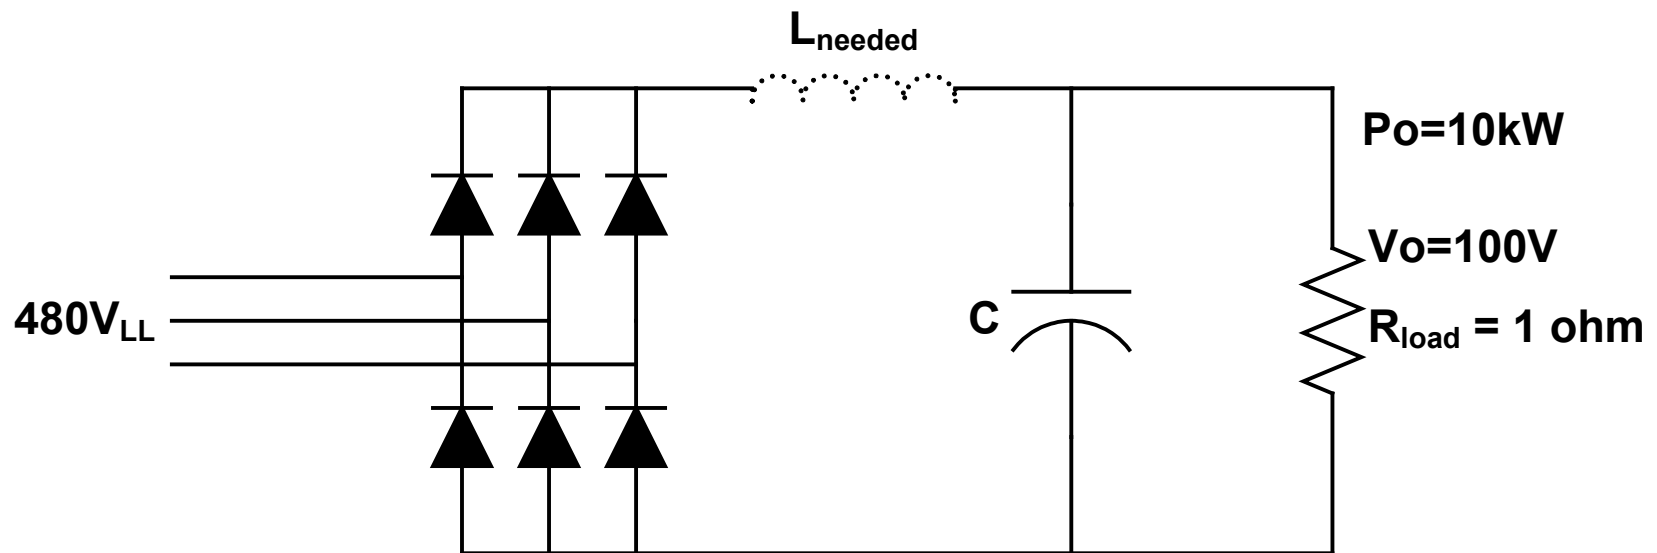 Lneeded
Po=10kW
Vo=100V
480VLL
C
Rload = 1 ohm